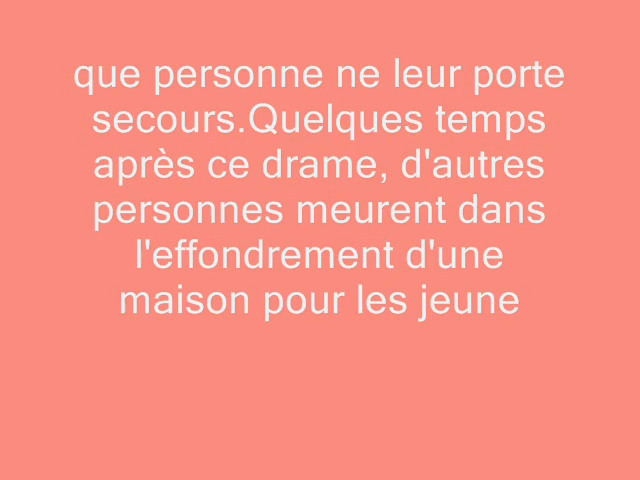 que personne ne leur porte
secours.Quelques temps
après ce drame, d'autres
personnes meurent dans
l'effondrement d'une
maison pour les jeune